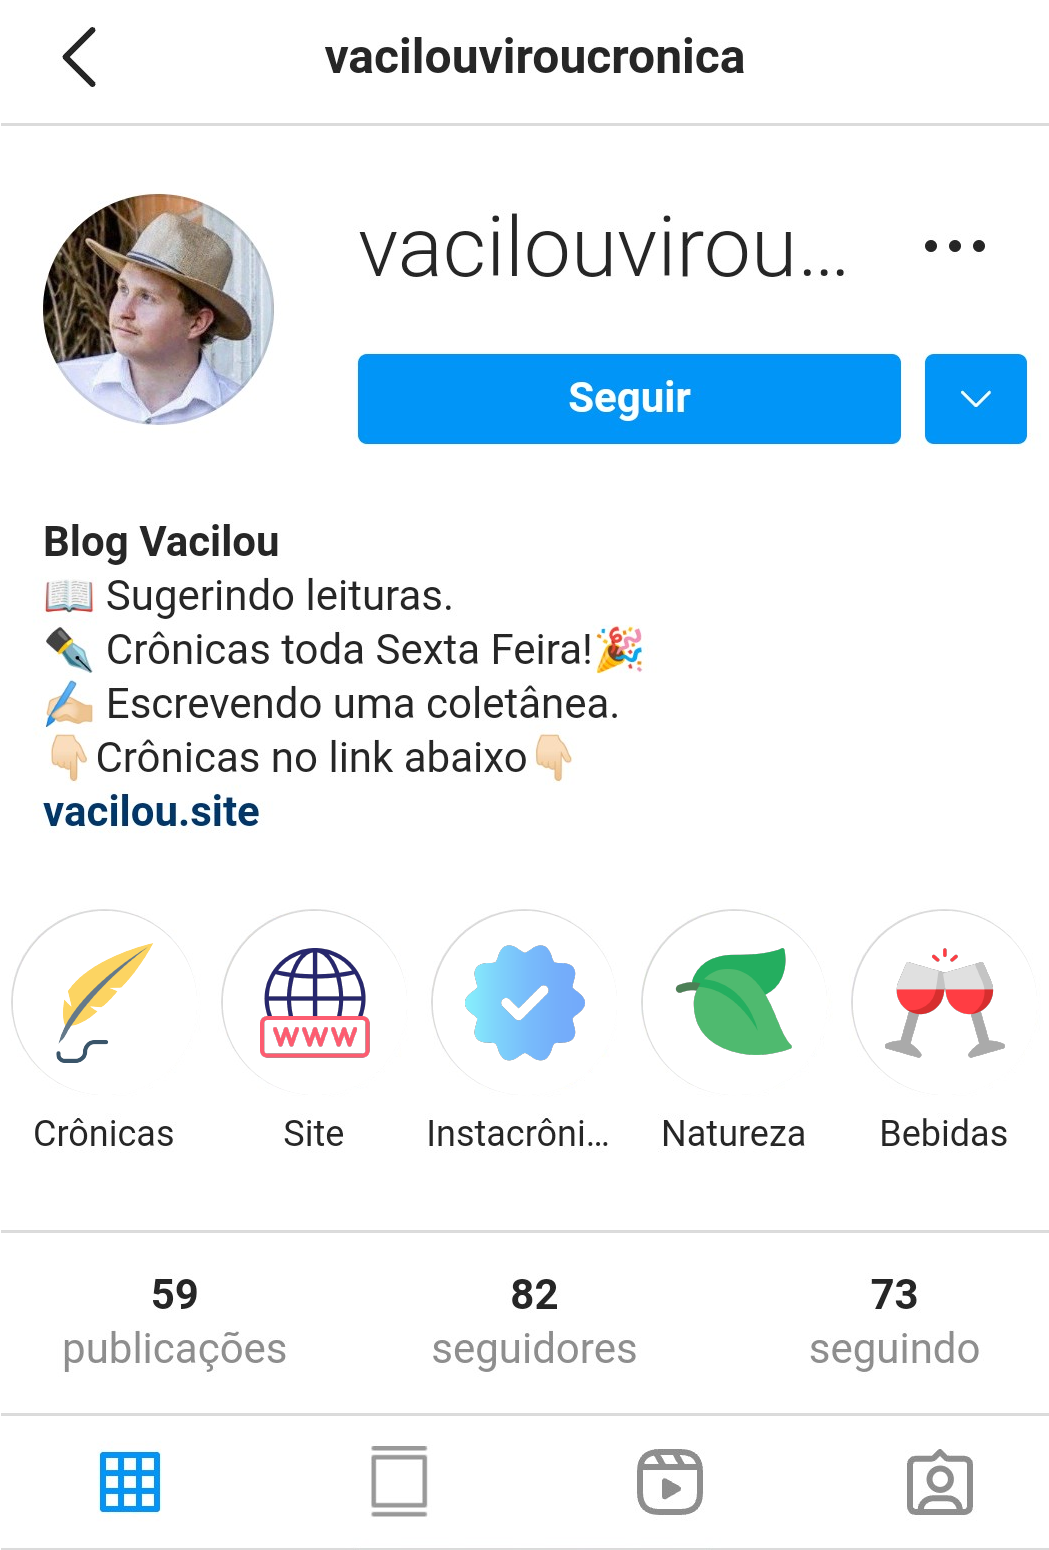 vacilouviroucronica
vacilouvirou...
Seguir
Blog Vacilou
📖 Sugerindo leituras.
✒️ Crônicas toda Sexta Feira!🎉
✍🏻 Escrevendo uma coletânea.
👇🏻Crônicas no link abaixo👇🏻
vacilou.site
WWW
Crônicas Site Instacrôni... Natureza Bebidas
59 82 73
publicações seguidores seguindo